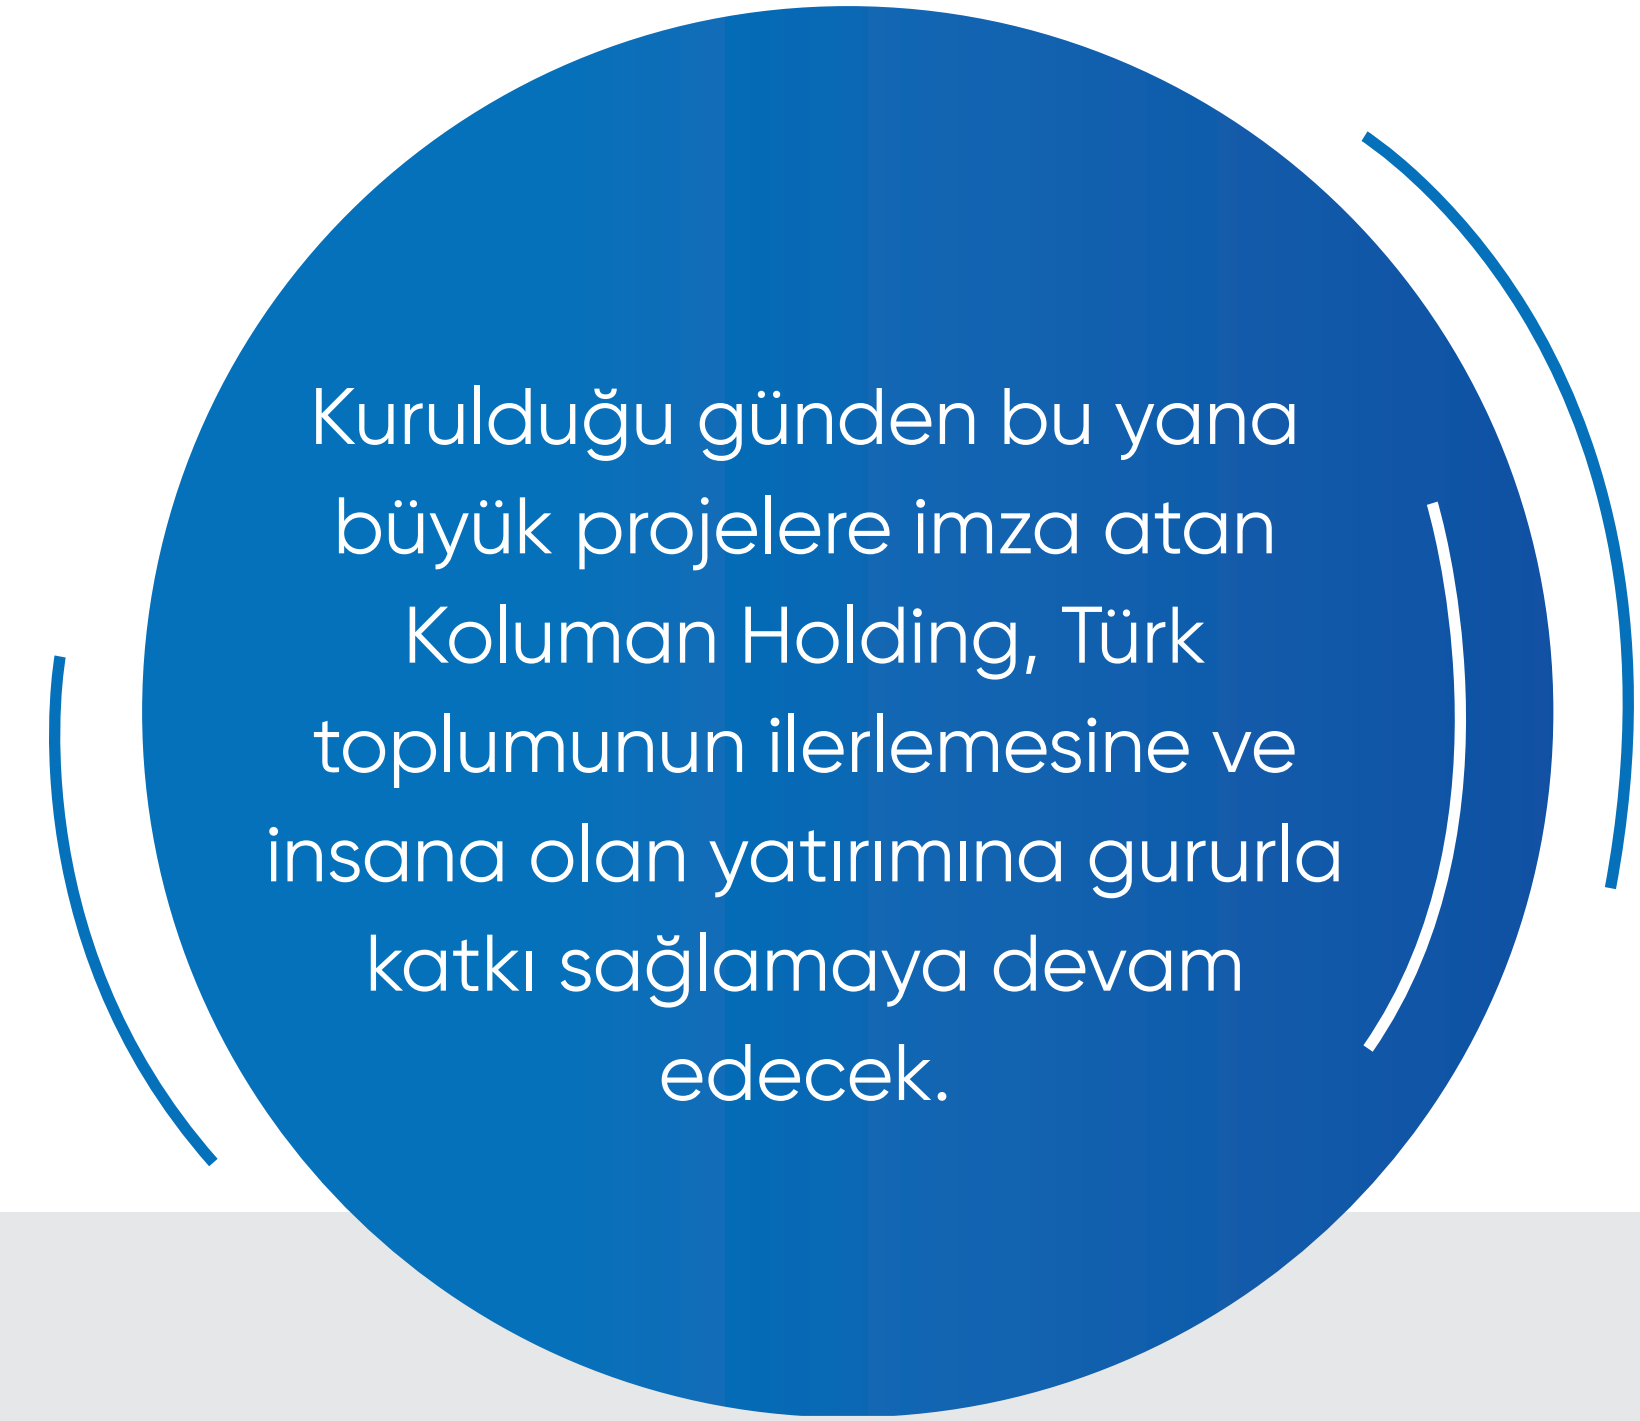 Kurulduğu günden bu yana
büyük projelere imza atan
Koluman Holding, Türk
toplumunun ilerlemesine ve
insana olan yatırımına gururla
katkı sağlamaya devam
edecek.